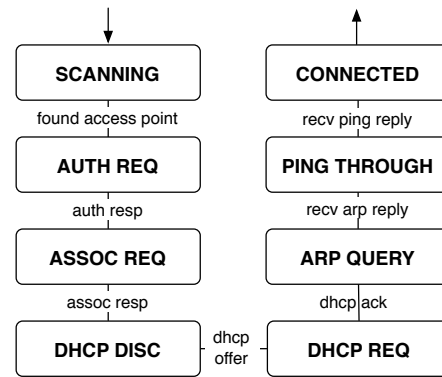 SCANNING
found access point
AUTH REQ
auth resp
ASSOC REQ
assoc resp
DHCP DISC
dhcp
offer
DHCP REQ
dhcp ack
ARP QUERY
recv arp reply
PING THROUGH
recv ping reply
CONNECTED